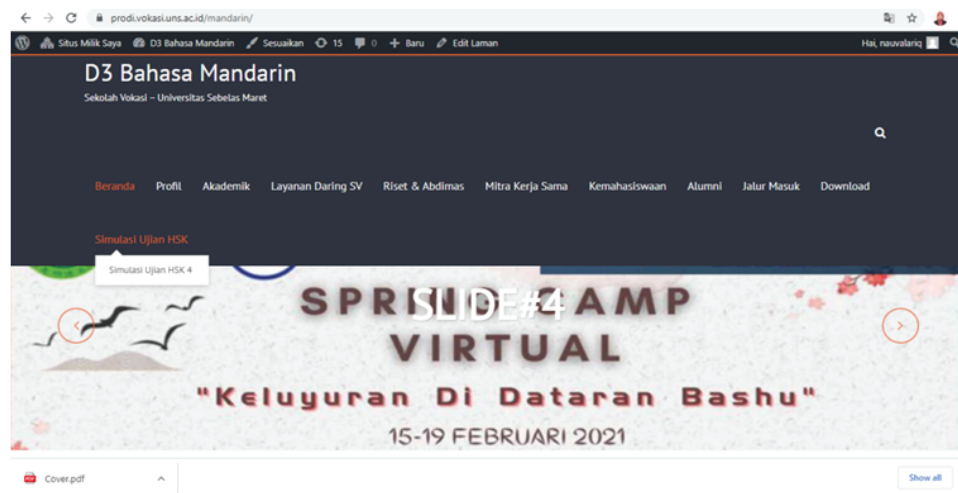 prodi.vokasi.uns.ac.id/mandarin/
Situs Milik Saya D3 Bahasa Mandarin Sesuaikan 15 0 Baru Edit Laman Hai, nauvalariq
D3 Bahasa Mandarin
Sekolah Vokasi – Universitas Sebelas Maret
Beranda Profil Akademik Layanan Daring SV Riset & Abdimas Mitra Kerja Sama Kemahasiswaan Alumni Jalur Masuk Download
Simulasi Ujian HSK
Simulasi Ujian HSK 4
SPRING CAMP
SLIDE#4
VIRTUAL
"Keluyuran Di Dataran Bashu"
15-19 FEBRUARI 2021
Cover.pdf Show all